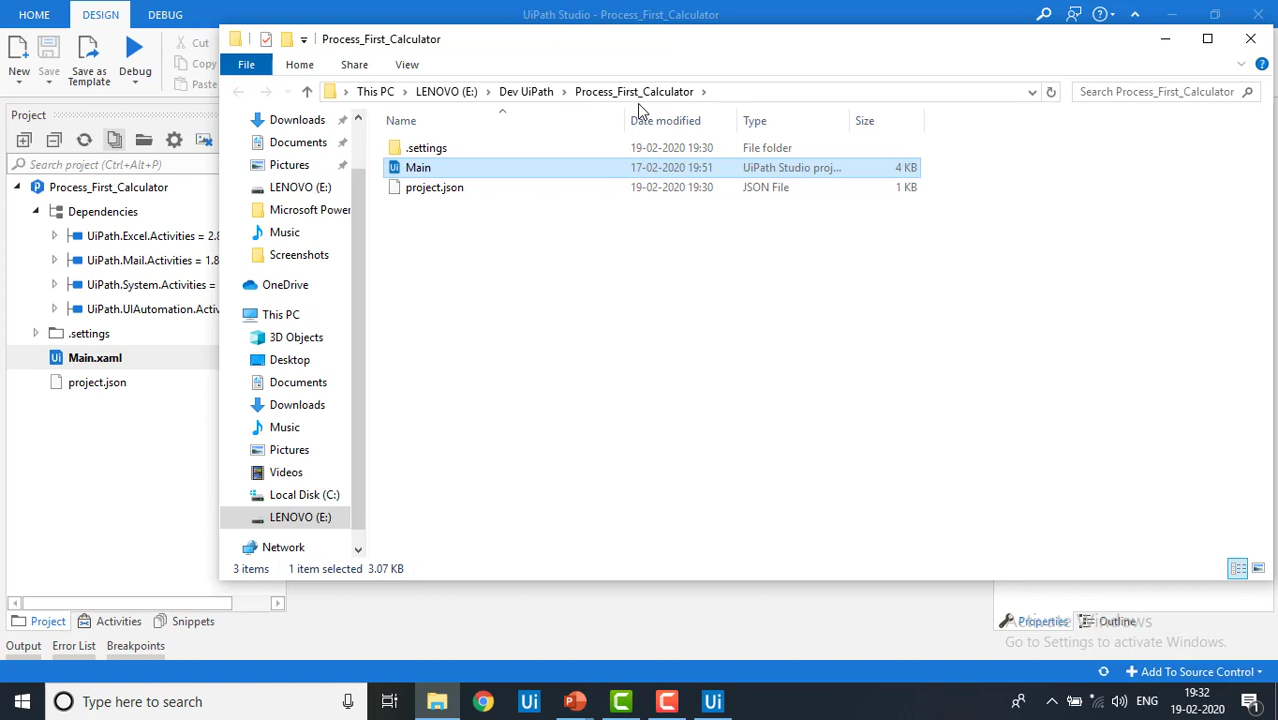 HOME
DESIGN
DEBUG
UiPath Studio - Process_First_Calculator
New
Save
Save as Template
Debug
Cut
Copy
Paste
Project
Search project (Ctrl+Alt+P)
Process_First_Calculator
Dependencies
UiPath.Excel.Activities = 2.8
UiPath.Mail.Activities = 1.8
UiPath.System.Activities =
UiPath.UIAutomation.Activ
.settings
Main.xaml
project.json
Project
Activities
Snippets
Output
Error List
Breakpoints
Process_First_Calculator
File
Home
Share
View
This PC
LENOVO (E:)
Dev UiPath
Process_First_Calculator
Search Process_First_Calculator
Name
Date modified
Type
Size
.settings
19-02-2020 19:30
File folder
Main
17-02-2020 19:51
UiPath Studio proj...
4 KB
project.json
19-02-2020 19:30
JSON File
1 KB
Downloads
Documents
Pictures
LENOVO (E:)
Microsoft Power
Music
Screenshots
OneDrive
This PC
3D Objects
Desktop
Documents
Downloads
Music
Pictures
Videos
Local Disk (C:)
LENOVO (E:)
Network
3 items
1 item selected 3.07 KB
Properties
Outline
Activate Windows
Go to Settings to activate Windows.
Add To Source Control
Type here to search
ENG
19:32
19-02-2020